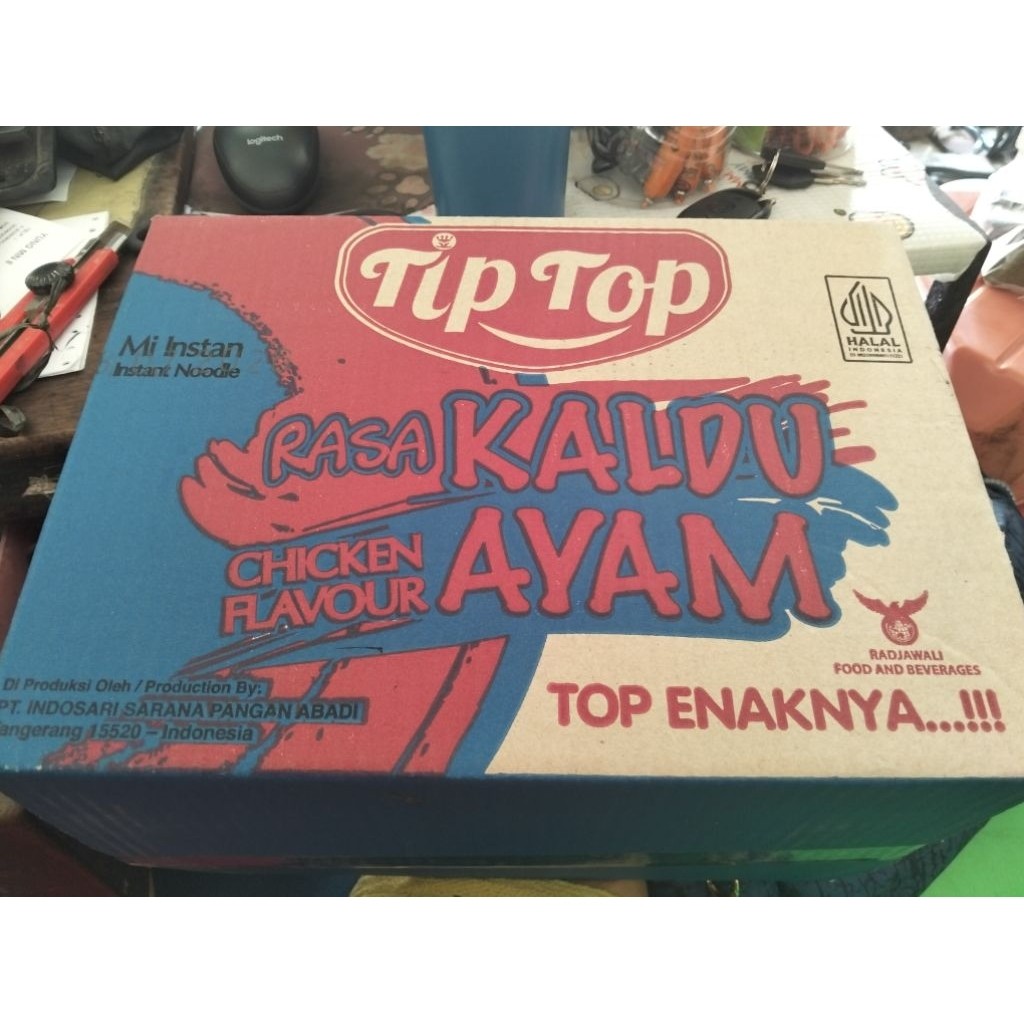 logitech
Tip Top
Mi Instan
Instant Noodle
HALAL
INDONESIA
RASA KALDU
AYAM
CHICKEN
FLAVOUR
RADJAWALI
FOOD AND BEVERAGES
TOP ENAKNYA...!!!
Di Produksi Oleh / Production By:
PT. INDOSARI SARANA PANGAN ABADI
angerang 15520 - Indonesia